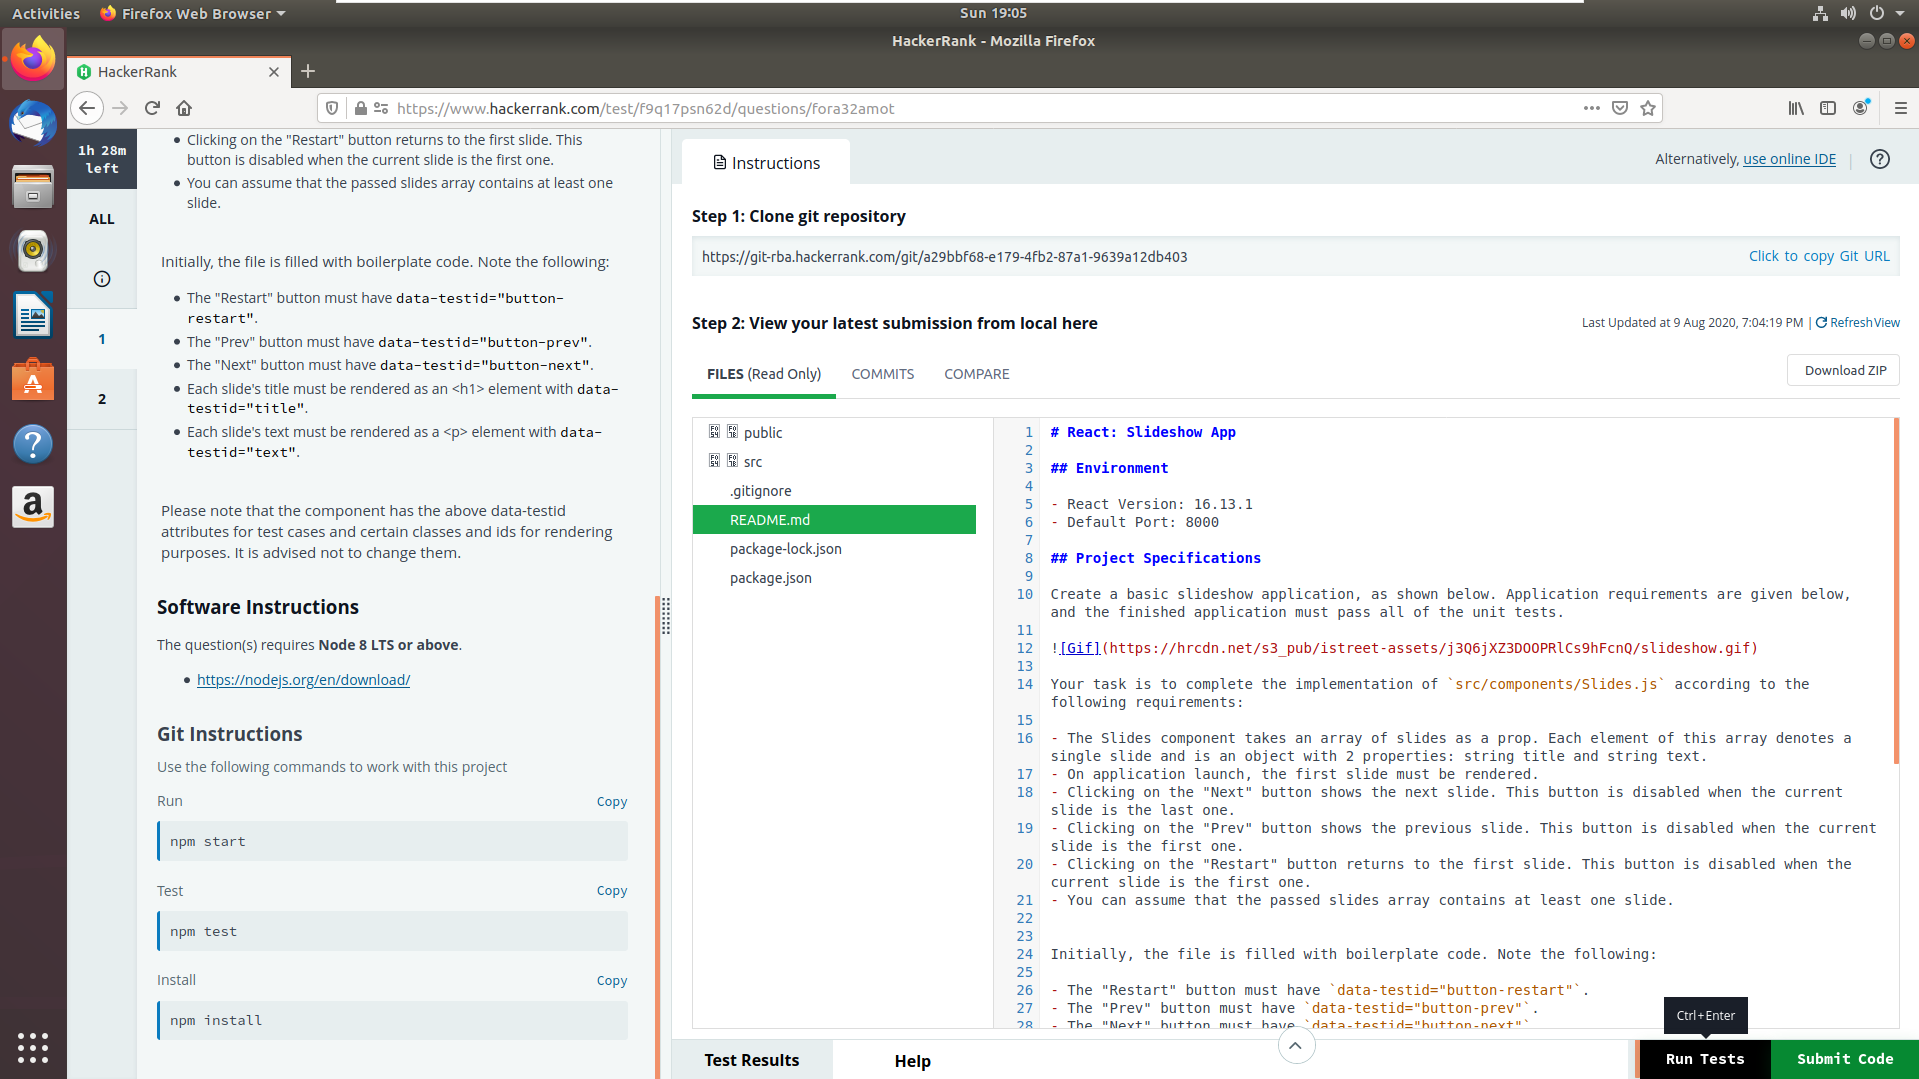 Activities
Firefox Web Browser
Sun 19:05
HackerRank - Mozilla Firefox
HackerRank
https://www.hackerrank.com/test/f9q17psn62d/questions/fora32amot
1h 28m
left
ALL
1
2
Clicking on the "Restart" button returns to the first slide. This
button is disabled when the current slide is the first one.
You can assume that the passed slides array contains at least one
slide.
Initially, the file is filled with boilerplate code. Note the following:
The "Restart" button must have data-testid="button-
restart".
The "Prev" button must have data-testid="button-prev".
The "Next" button must have data-testid="button-next".
Each slide's title must be rendered as an <h1> element with data-
testid="title".
Each slide's text must be rendered as a <p> element with data-
testid="text".
Please note that the component has the above data-testid
attributes for test cases and certain classes and ids for rendering
purposes. It is advised not to change them.
Software Instructions
The question(s) requires Node 8 LTS or above.
https://nodejs.org/en/download/
Git Instructions
Use the following commands to work with this project
Run Copy
npm start
Test Copy
npm test
Install Copy
npm install
Instructions
Alternatively, use online IDE | ?
Step 1: Clone git repository
https://git-rba.hackerrank.com/git/a29bbf68-e179-4fb2-87a1-9639a12db403
Click to copy Git URL
Step 2: View your latest submission from local here
Last Updated at 9 Aug 2020, 7:04:19 PM | Refresh View
FILES (Read Only) COMMITS COMPARE
Download ZIP
public
src
.gitignore
README.md
package-lock.json
package.json
1 # React: Slideshow App
2
3 ## Environment
4
5 - React Version: 16.13.1
6 - Default Port: 8000
7
8 ## Project Specifications
9
10 Create a basic slideshow application, as shown below. Application requirements are given below,
and the finished application must pass all of the unit tests.
11
12 ![Gif](https://hrcdn.net/s3_pub/istreet-assets/j3Q6jXZ3DOOPRlCs9hFcnQ/slideshow.gif)
13
14 Your task is to complete the implementation of `src/components/Slides.js` according to the
following requirements:
15
16 - The Slides component takes an array of slides as a prop. Each element of this array denotes a
single slide and is an object with 2 properties: string title and string text.
17 - On application launch, the first slide must be rendered.
18 - Clicking on the "Next" button shows the next slide. This button is disabled when the current
slide is the last one.
19 - Clicking on the "Prev" button shows the previous slide. This button is disabled when the current
slide is the first one.
20 - Clicking on the "Restart" button returns to the first slide. This button is disabled when the
current slide is the first one.
21 - You can assume that the passed slides array contains at least one slide.
22
23
24 Initially, the file is filled with boilerplate code. Note the following:
25
26 - The "Restart" button must have `data-testid="button-restart"`.
27 - The "Prev" button must have `data-testid="button-prev"`.
28 - The "Next" button must have `data-testid="button-next"`
Ctrl+Enter
Test Results
Help
Run Tests
Submit Code